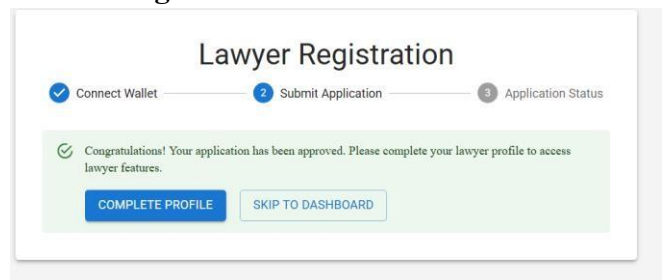 Lawyer Registration
Connect Wallet
2 Submit Application
3 Application Status
Congratulations! Your application has been approved. Please complete your lawyer profile to access
lawyer features.
COMPLETE PROFILE
SKIP TO DASHBOARD